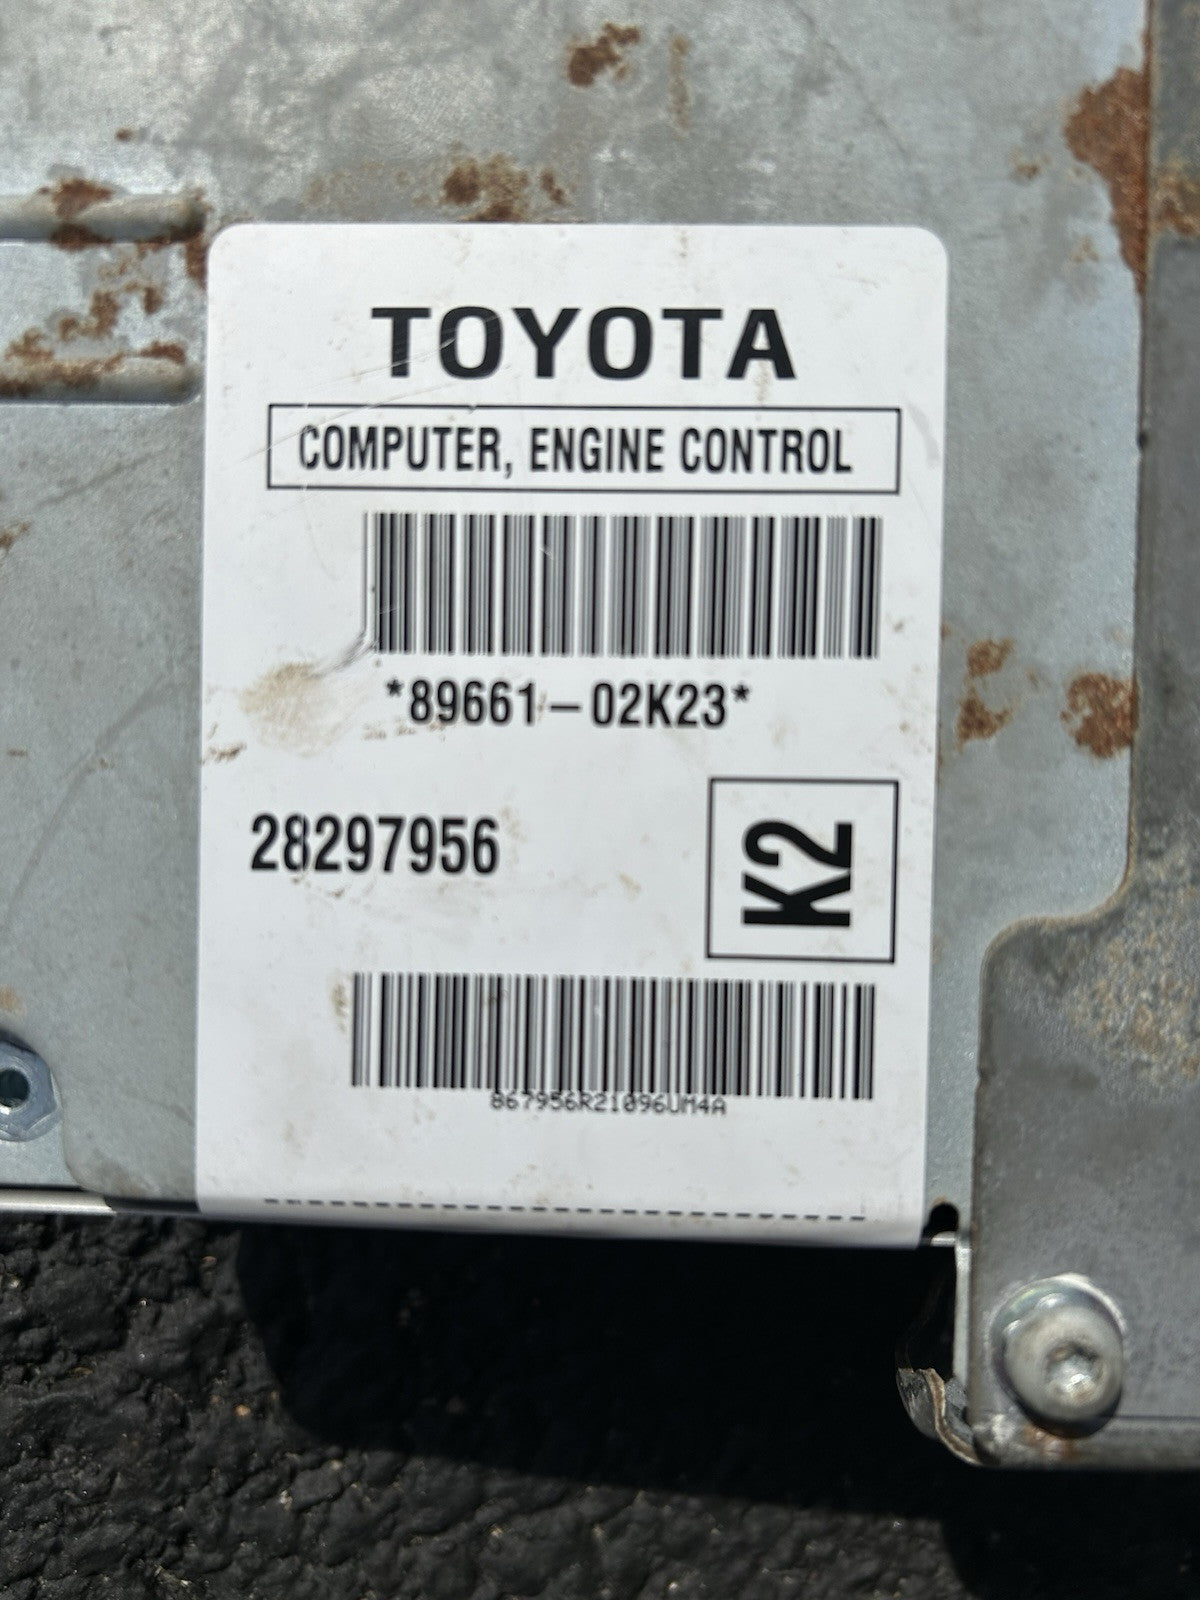 TOYOTA
COMPUTER, ENGINE CONTROL
*89661-02K23*
28297956
K2
867956R21096UM4A